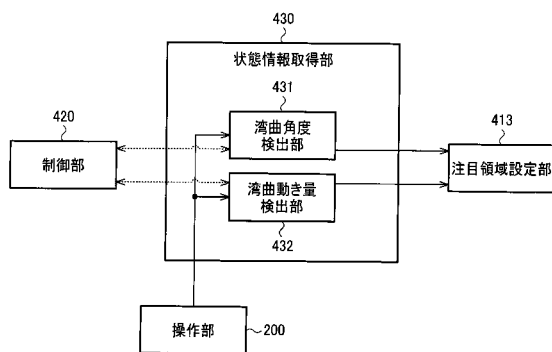 430
状態情報取得部
431
湾曲角度
検出部
420
制御部
413
注目領域設定部
湾曲動き量
検出部
432
操作部
200